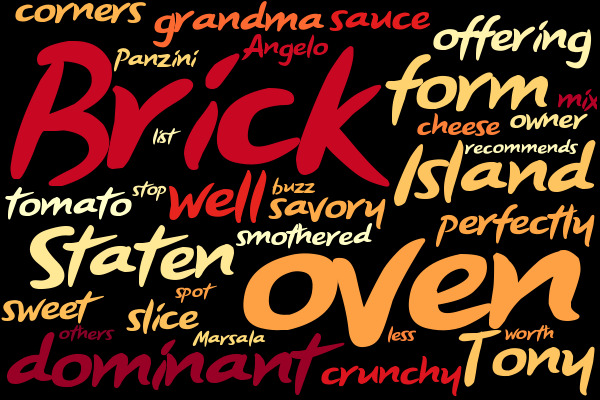 corners grandma sauce
offering
Panzini Angelo
Brick form mix
list cheese owner
recommends
Island
tomato stop well buzz
savory
perfectly
smothered
Staten
oven
sweet spot
slice
others Marsala less worth
dominant Tony
crunchy